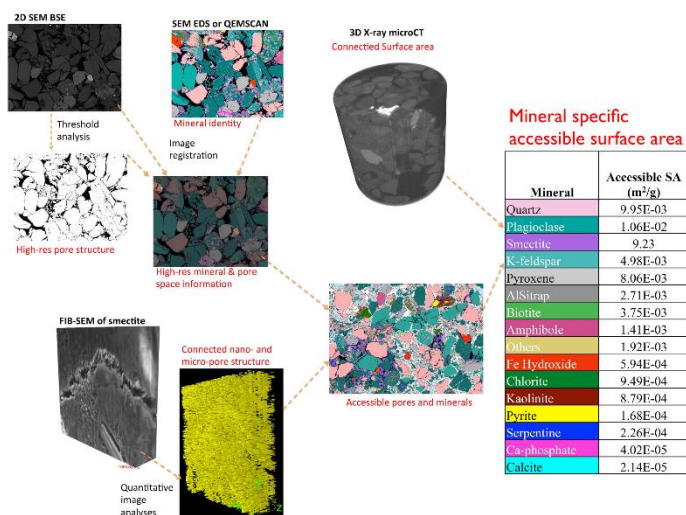 2D SEM BSE
SEM EDS or QEMSCAN
3D X-ray microCT
Connected Surface area
Threshold
analysis
Mineral identity
Image
registration
High-res pore structure
High-res mineral & pore
space information
FIB-SEM of smectite
Connected nano- and
micro-pore structure
Accessible pores and minerals
Quantitative
image
analyses
Z
Mineral specific
accessible surface area
Mineral Accessible SA
(m²/g)
Quartz 9.95E-03
Plagioclase 1.06E-02
Smectite 9.23
K-feldspar 4.98E-03
Pyroxene 8.06E-03
AlSitrap 2.71E-03
Biotite 3.75E-03
Amphibole 1.41E-03
Others 1.92E-03
Fe Hydroxide 5.94E-04
Chlorite 9.49E-04
Kaolinite 8.79E-04
Pyrite 1.68E-04
Serpentine 2.26E-04
Ca-phosphate 4.02E-05
Calcite 2.14E-05